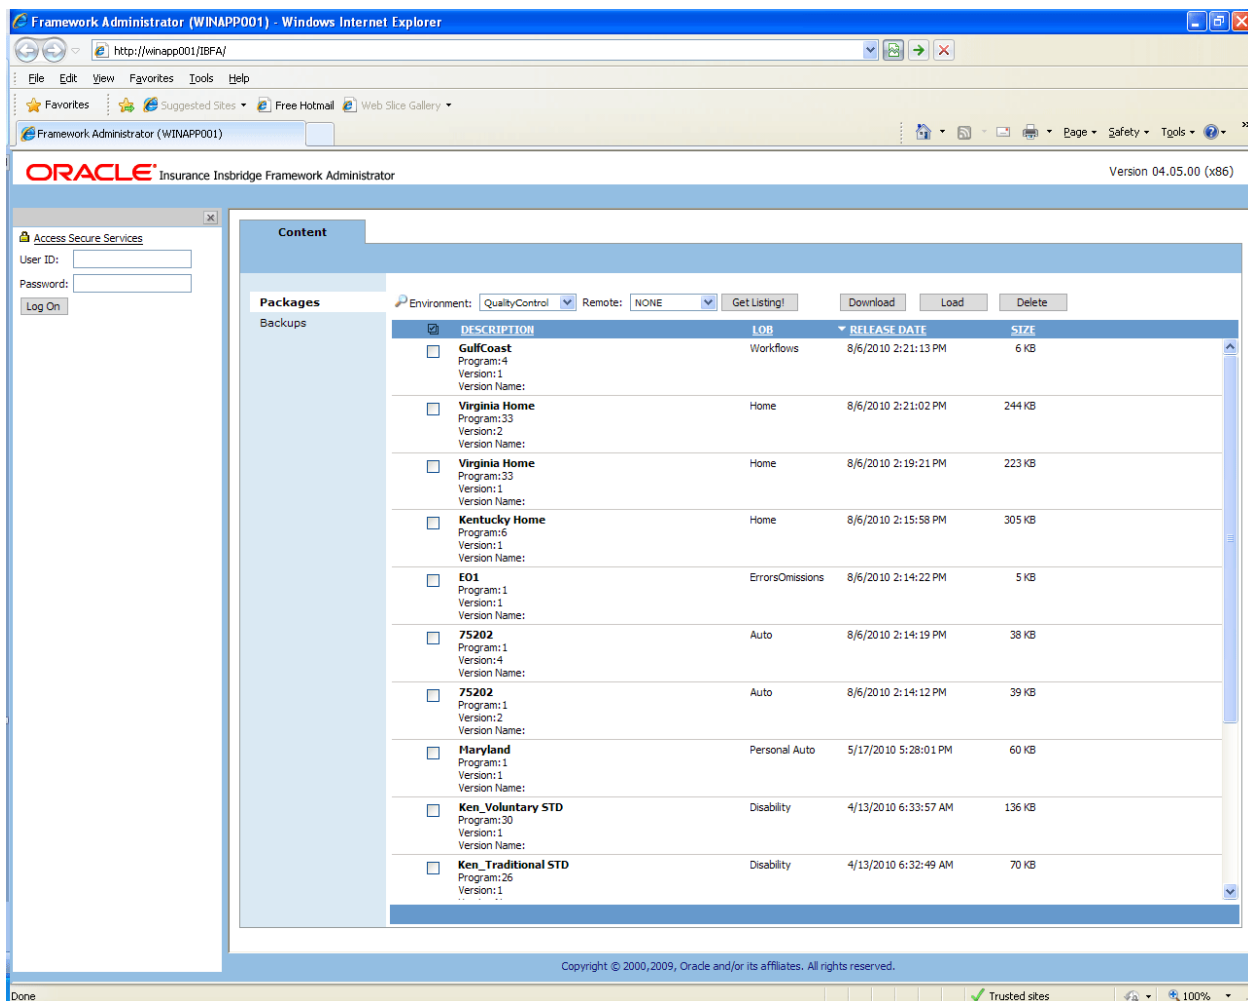 Framework Administrator (WINAPP001) - Windows Internet Explorer
http://winapp001/IBFA/
File Edit View Favorites Tools Help
Favorites Suggested Sites Free Hotmail Web Slice Gallery
Framework Administrator (WINAPP001) Page Safety Tools »
ORACLE Insurance Insbridge Framework Administrator Version 04.05.00 (x86)
Access Secure Services
User ID:
Password:
Log On
Content
Packages
Backups
Environment: QualityControl Remote: NONE Get Listing! Download Load Delete
DESCRIPTION LOB RELEASE DATE SIZE
GulfCoast Workflows 8/6/2010 2:21:13 PM 6 KB
Program:4
Version:1
Version Name:
Virginia Home Home 8/6/2010 2:21:02 PM 244 KB
Program:33
Version:2
Version Name:
Virginia Home Home 8/6/2010 2:19:21 PM 223 KB
Program:33
Version:1
Version Name:
Kentucky Home Home 8/6/2010 2:15:58 PM 305 KB
Program:6
Version:1
Version Name:
EO1 ErrorsOmissions 8/6/2010 2:14:22 PM 5 KB
Program:1
Version:1
Version Name:
75202 Auto 8/6/2010 2:14:19 PM 38 KB
Program:1
Version:4
Version Name:
75202 Auto 8/6/2010 2:14:12 PM 39 KB
Program:1
Version:2
Version Name:
Maryland Personal Auto 5/17/2010 5:28:01 PM 60 KB
Program:1
Version:1
Version Name:
Ken_Voluntary STD Disability 4/13/2010 6:33:57 AM 136 KB
Program:30
Version:1
Version Name:
Ken_Traditional STD Disability 4/13/2010 6:32:49 AM 70 KB
Program:26
Version:1
Copyright © 2000,2009, Oracle and/or its affiliates. All rights reserved.
Done Trusted sites 100%